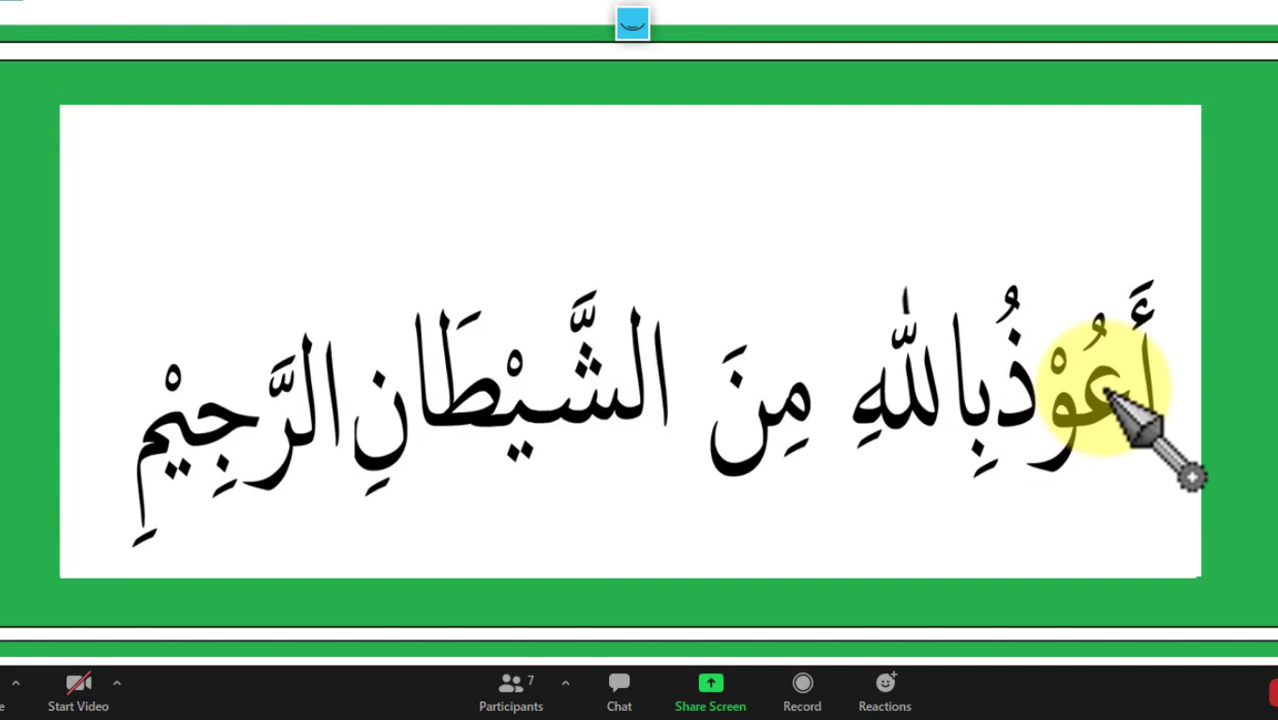 أَعُوْذُبِاللّٰهِ مِنَ الشَّيْطَانِ الرَّجِيْمِ
Start Video
7
Participants
Chat
Share Screen
Record
Reactions